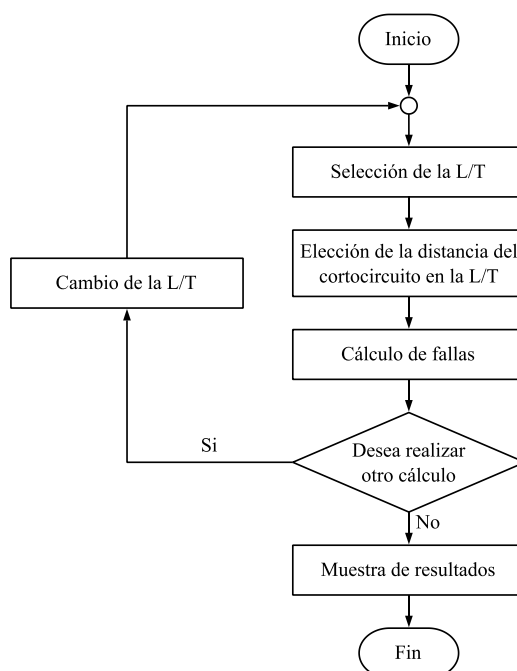 Inicio
Selección de la L/T
Elección de la distancia del
cortocircuito en la L/T
Cambio de la L/T
Cálculo de fallas
Si
Desea realizar
otro cálculo
No
Muestra de resultados
Fin